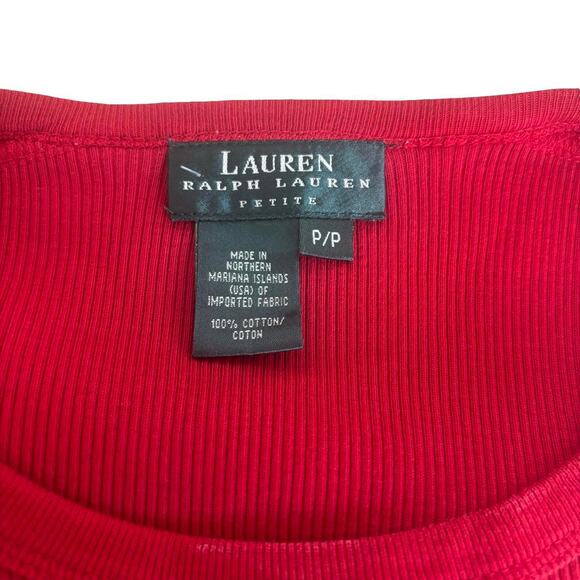 LAUREN
RALPH LAUREN
PETITE
P/P
MADE IN
NORTHERN
MARIANA ISLANDS
(USA) OF
IMPORTED FABRIC
100% COTTON/
COTON